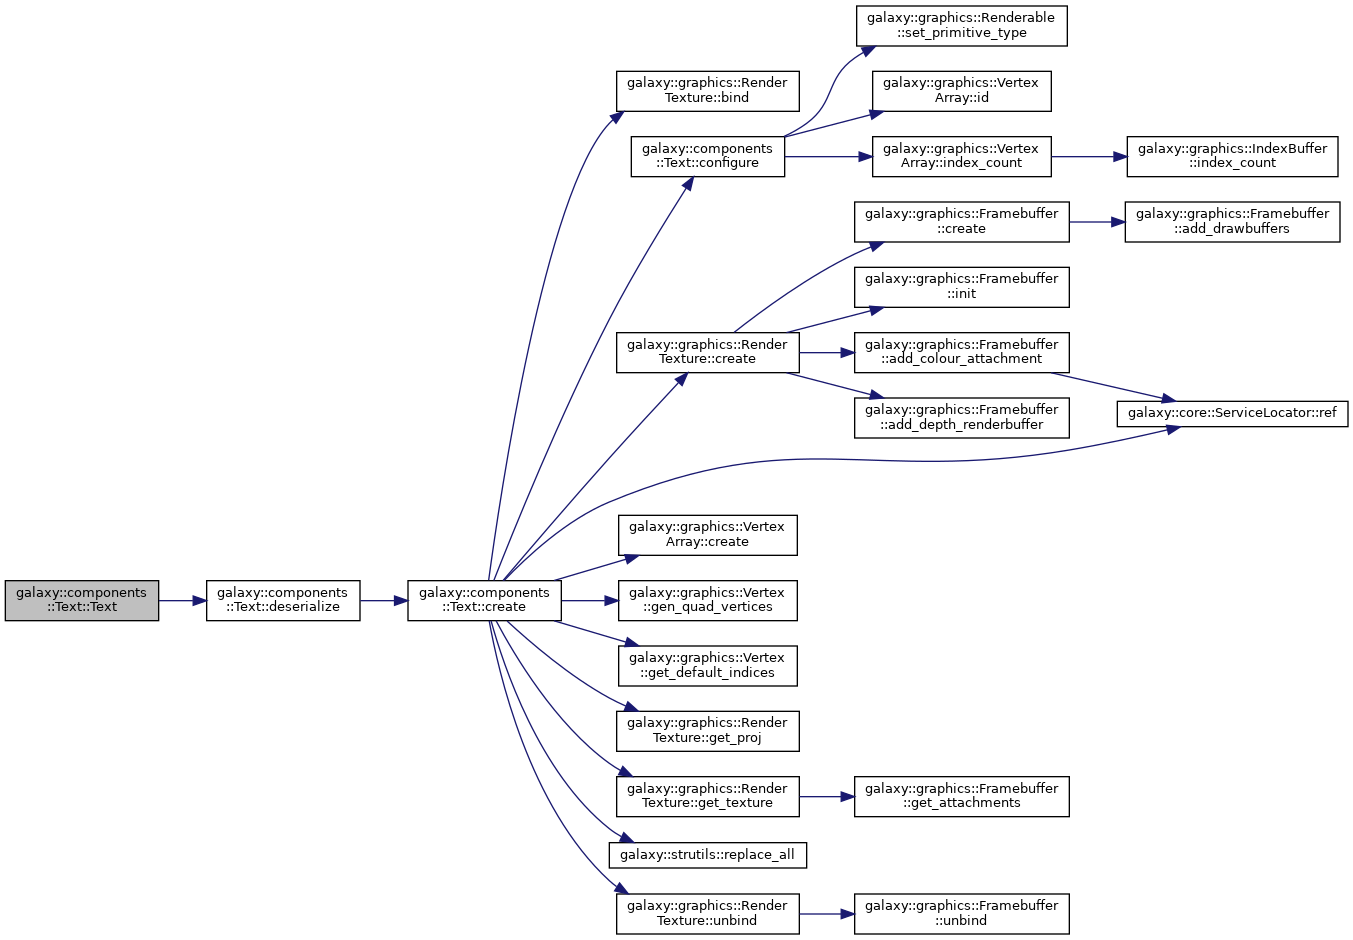 galaxy::graphics::Renderable
::set_primitive_type
galaxy::graphics::Render
Texture::bind
galaxy::graphics::Vertex
Array::id
galaxy::components
::Text::configure
galaxy::graphics::Vertex
Array::index_count
galaxy::graphics::IndexBuffer
::index_count
galaxy::graphics::Framebuffer
::create
galaxy::graphics::Framebuffer
::add_drawbuffers
galaxy::graphics::Framebuffer
::init
galaxy::graphics::Render
Texture::create
galaxy::graphics::Framebuffer
::add_colour_attachment
galaxy::graphics::Framebuffer
::add_depth_renderbuffer
galaxy::core::ServiceLocator::ref
galaxy::graphics::Vertex
Array::create
galaxy::components
::Text::Text
galaxy::components
::Text::deserialize
galaxy::components
::Text::create
galaxy::graphics::Vertex
::gen_quad_vertices
galaxy::graphics::Vertex
::get_default_indices
galaxy::graphics::Render
Texture::get_proj
galaxy::graphics::Render
Texture::get_texture
galaxy::graphics::Framebuffer
::get_attachments
galaxy::strutils::replace_all
galaxy::graphics::Render
Texture::unbind
galaxy::graphics::Framebuffer
::unbind